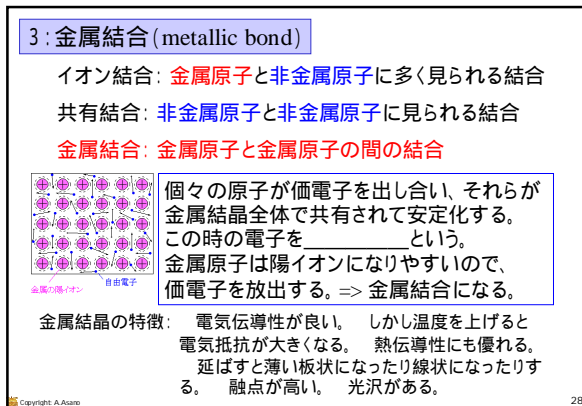 3:金属結合(metallic bond)
イオン結合: 金属原子と非金属原子に多く見られる結合
共有結合: 非金属原子と非金属原子に見られる結合
金属結合: 金属原子と金属原子の間の結合
個々の原子が価電子を出し合い、それらが
金属結晶全体で共有されて安定化する。
この時の電子を__________という。
金属原子は陽イオンになりやすいので、
価電子を放出する。=> 金属結合になる。
金属の陽イオン
自由電子
金属結晶の特徴: 電気伝導性が良い。 しかし温度を上げると
電気抵抗が大きくなる。 熱伝導性にも優れる。
延ばすと薄い板状になったり線状になったりす
る。 融点が高い。 光沢がある。
Copyright: A.Asano
28